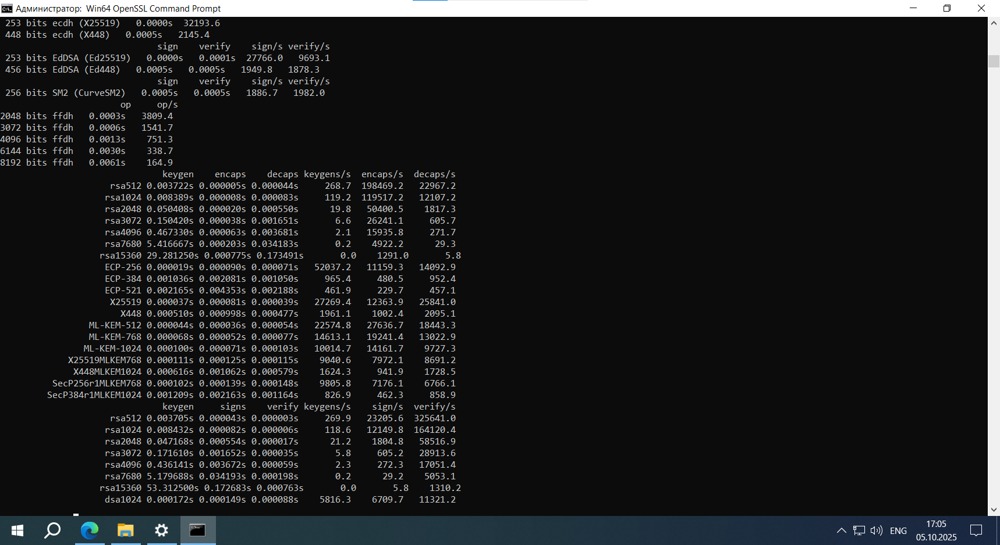 Администратор: Win64 OpenSSL Command Prompt
253 bits ecdh (X25519)   0.0000s  32193.6
448 bits ecdh (X448)   0.0005s   2145.4
sign    verify    sign/s verify/s
253 bits EdDSA (Ed25519)   0.0000s   0.0001s  27766.0   9693.1
456 bits EdDSA (Ed448)   0.0005s   0.0005s   1949.8   1878.3
sign    verify    sign/s verify/s
256 bits SM2 (CurveSM2)   0.0005s   0.0005s   1886.7   1982.0
op     op/s
2048 bits ffdh   0.0003s   3809.4
3072 bits ffdh   0.0006s   1541.7
4096 bits ffdh   0.0013s    751.3
6144 bits ffdh   0.0030s    338.7
8192 bits ffdh   0.0061s    164.9
keygen    encaps    decaps keygens/s  encaps/s  decaps/s
rsa512 0.003722s 0.000005s 0.000044s     268.7  198469.2   22967.2
rsa1024 0.008389s 0.000008s 0.000083s     119.2  119517.2   12107.2
rsa2048 0.050408s 0.000020s 0.000550s      19.8   50400.5    1817.3
rsa3072 0.150420s 0.000038s 0.001651s       6.6   26241.1     605.7
rsa4096 0.467330s 0.000063s 0.003681s       2.1   15935.8     271.7
rsa7680 5.416667s 0.000203s 0.034183s       0.2    4922.2      29.3
rsa15360 29.281250s 0.000775s 0.173491s       0.0    1291.0       5.8
ECP-256 0.000019s 0.000090s 0.000071s   52037.2   11159.3   14092.9
ECP-384 0.001036s 0.002081s 0.001050s     965.4     480.5     952.4
ECP-521 0.002165s 0.004353s 0.002188s     461.9     229.7     457.1
X25519 0.000037s 0.000081s 0.000039s   27269.4   12363.9   25841.0
X448 0.000510s 0.000998s 0.000477s    1961.1    1002.4    2095.1
ML-KEM-512 0.000044s 0.000036s 0.000054s   22574.8   27636.7   18443.3
ML-KEM-768 0.000068s 0.000052s 0.000077s   14613.1   19241.4   13022.9
ML-KEM-1024 0.000100s 0.000071s 0.000103s   10014.7   14161.7    9727.3
X25519MLKEM768 0.000111s 0.000125s 0.000115s    9040.6    7972.1    8691.2
X448MLKEM1024 0.000616s 0.001062s 0.000579s    1624.3     941.9    1728.5
SecP256r1MLKEM768 0.000102s 0.000139s 0.000148s    9805.8    7176.1    6766.1
SecP384r1MLKEM1024 0.001209s 0.002163s 0.001164s     826.9     462.3     858.9
keygen     signs    verify keygens/s    sign/s  verify/s
rsa512 0.003705s 0.000043s 0.000003s     269.9   23205.6  325641.0
rsa1024 0.008432s 0.000082s 0.000006s     118.6   12149.8  164120.4
rsa2048 0.047168s 0.000554s 0.000017s      21.2    1804.8   58516.9
rsa3072 0.171610s 0.001652s 0.000035s       5.8     605.2   28913.6
rsa4096 0.436141s 0.003672s 0.000059s       2.3     272.3   17051.4
rsa7680 5.179688s 0.034193s 0.000198s       0.2      29.2    5053.1
rsa15360 53.312500s 0.172683s 0.000763s       0.0       5.8    1310.2
dsa1024 0.000172s 0.000149s 0.000088s    5816.3    6709.7   11321.2
ENG
17:05
05.10.2025